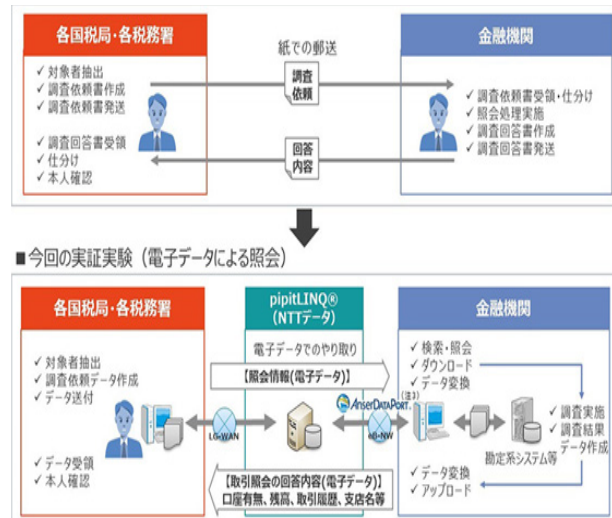 各国税局・各税務署
✓ 対象者抽出
✓ 調査依頼書作成
✓ 調査依頼書発送
✓ 調査回答書受領
✓ 仕分け
✓ 本人確認
紙での郵送
調査
依頼
回答
内容
金融機関
✓ 調査依頼書受領・仕分け
✓ 照会処理実施
✓ 調査回答書作成
✓ 調査回答書発送
■今回の実証実験（電子データによる照会）
各国税局・各税務署
✓ 対象者抽出
✓ 調査依頼データ作成
✓ データ送付
✓ データ受領
✓ 本人確認
pipitLINQ®
(NTTデータ)
電子データでのやり取り
【照会情報(電子データ)】
LG-WAN
ANSERDATAPORT®
eB-NW
【取引照会の回答内容(電子データ)】
口座有無、残高、取引履歴、支店名等
金融機関
✓ 検索・照会
✓ ダウンロード
✓ データ変換
(注3)
✓ 調査実施
✓ 調査結果
データ作成
勘定系システム等
✓ データ変換
✓ アップロード